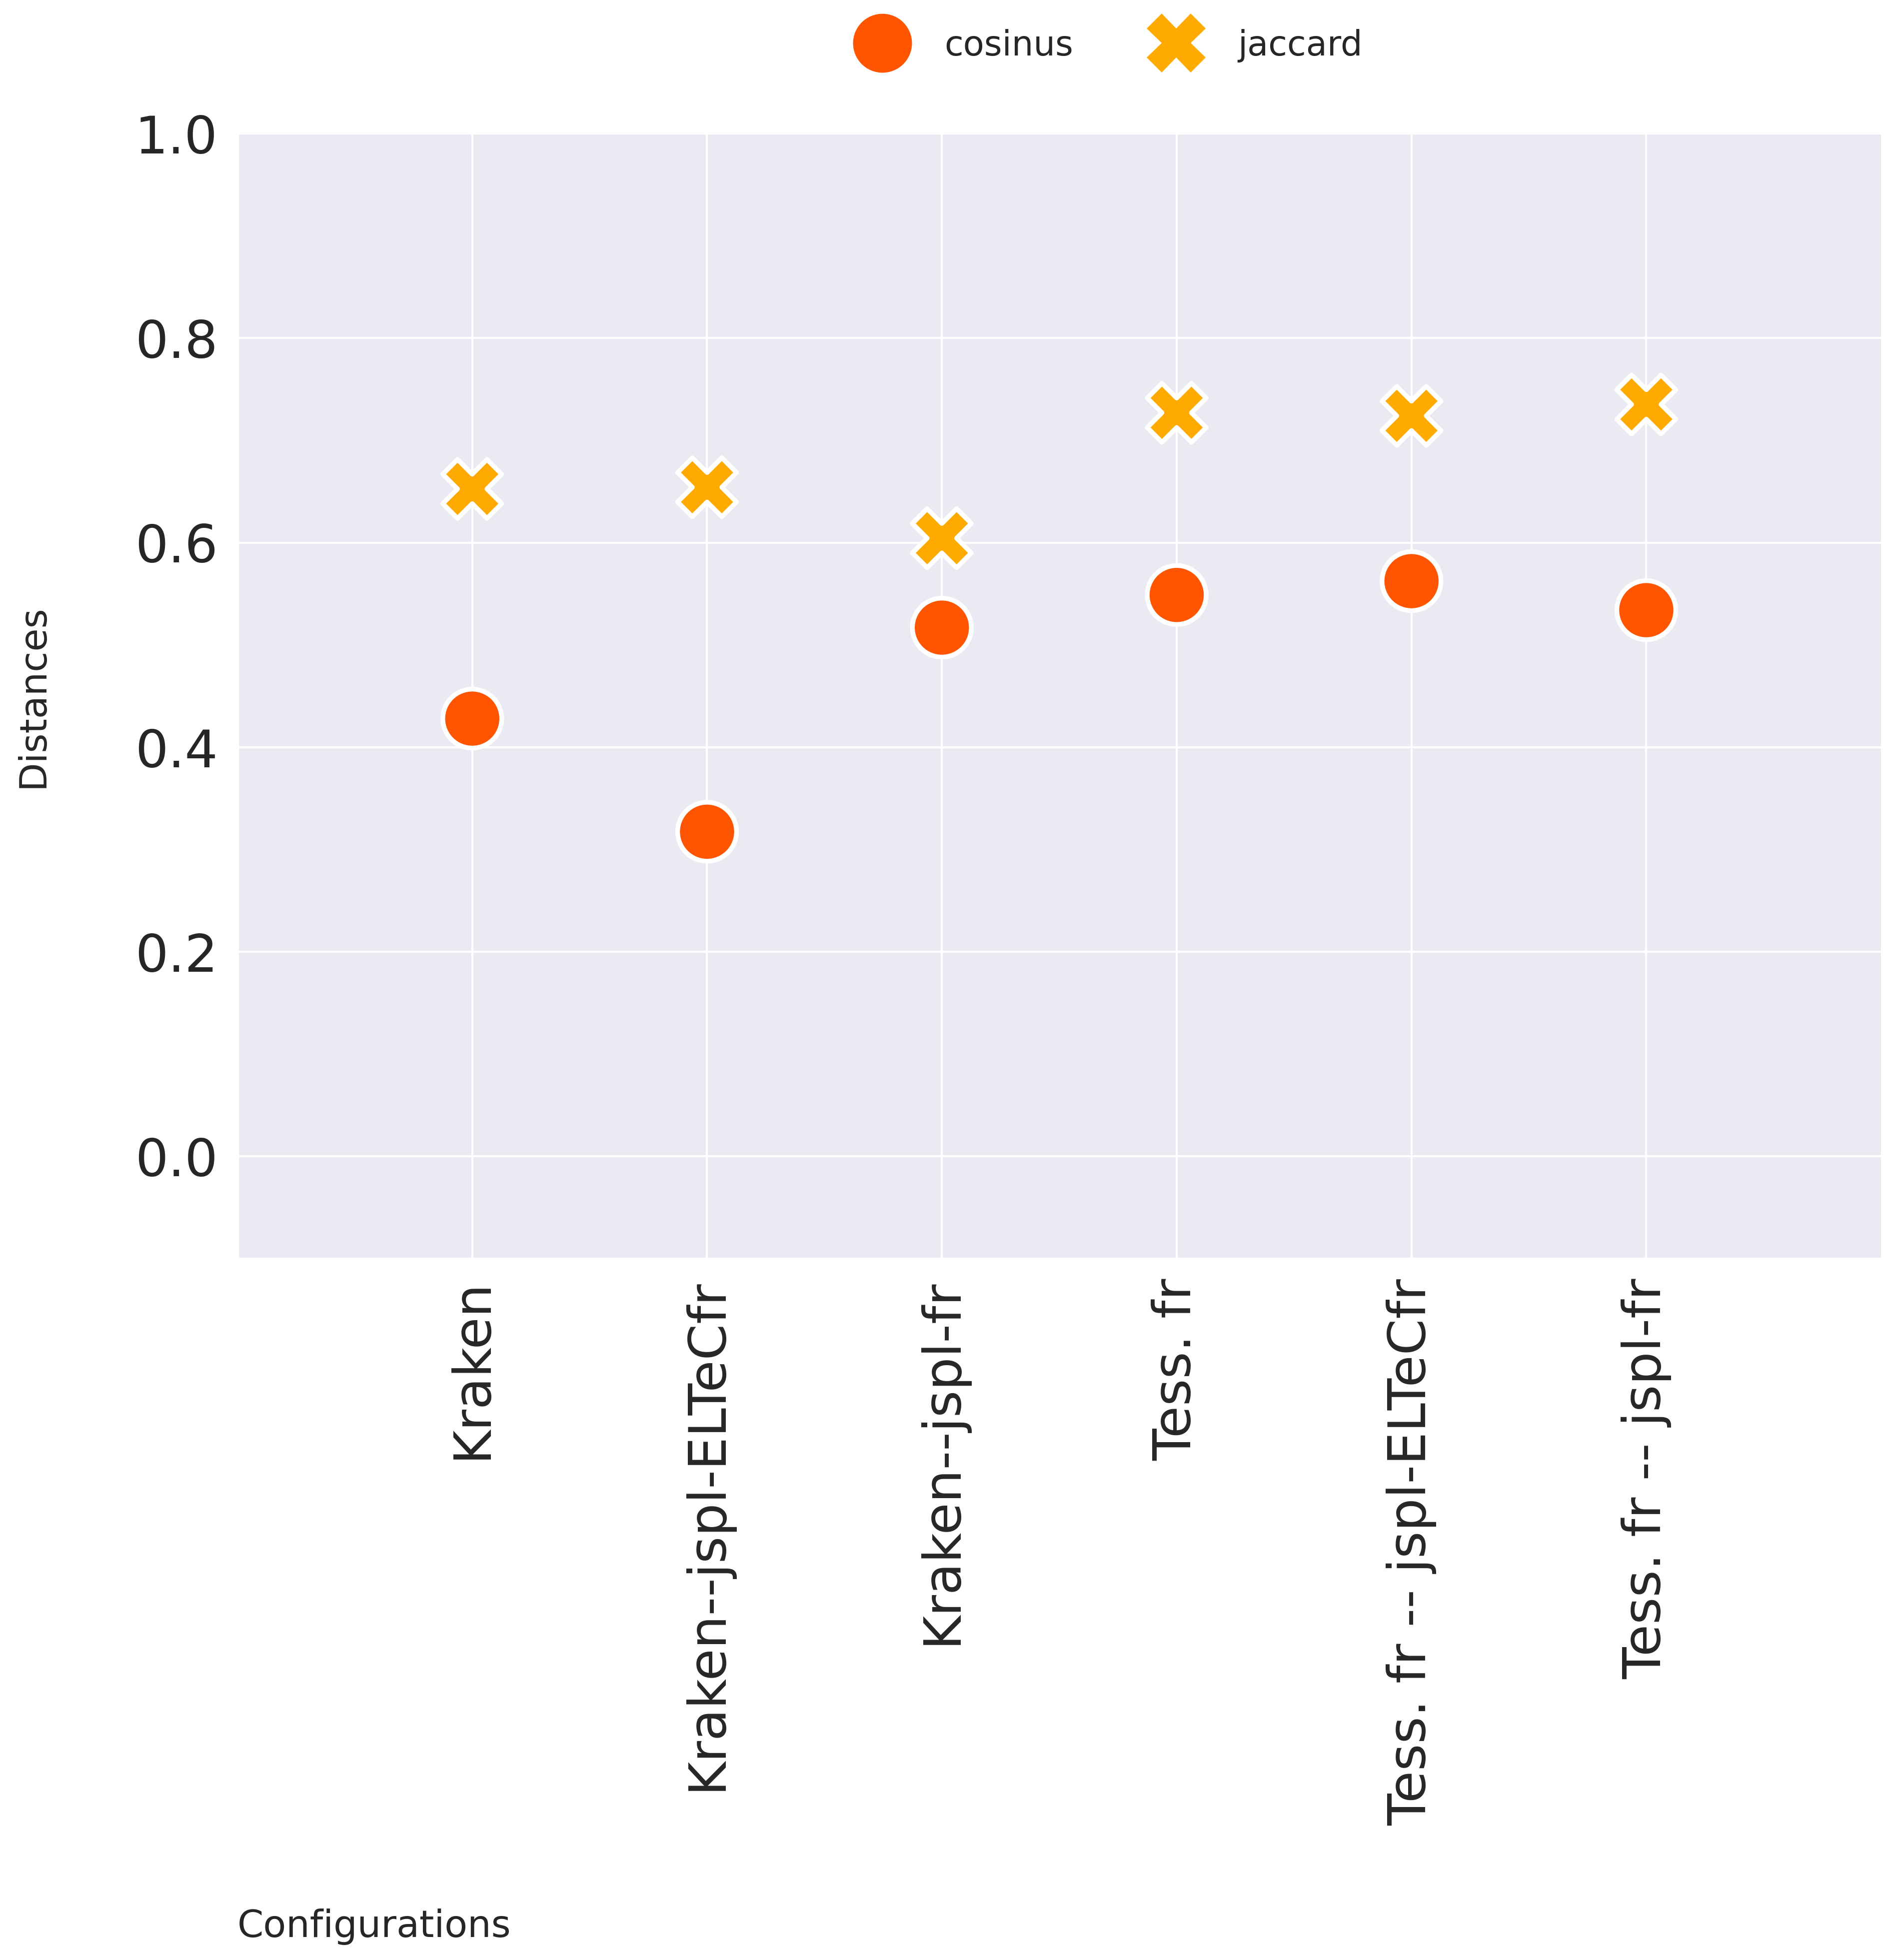 cosinus jaccard
1.0
0.8
0.6
0.4
0.2
0.0
Distances
Kraken
Kraken--jspl-ELTeCfr
Kraken--jspl-fr
Tess. fr
Tess. fr -- jspl-ELTeCfr
Tess. fr -- jspl-fr
Configurations